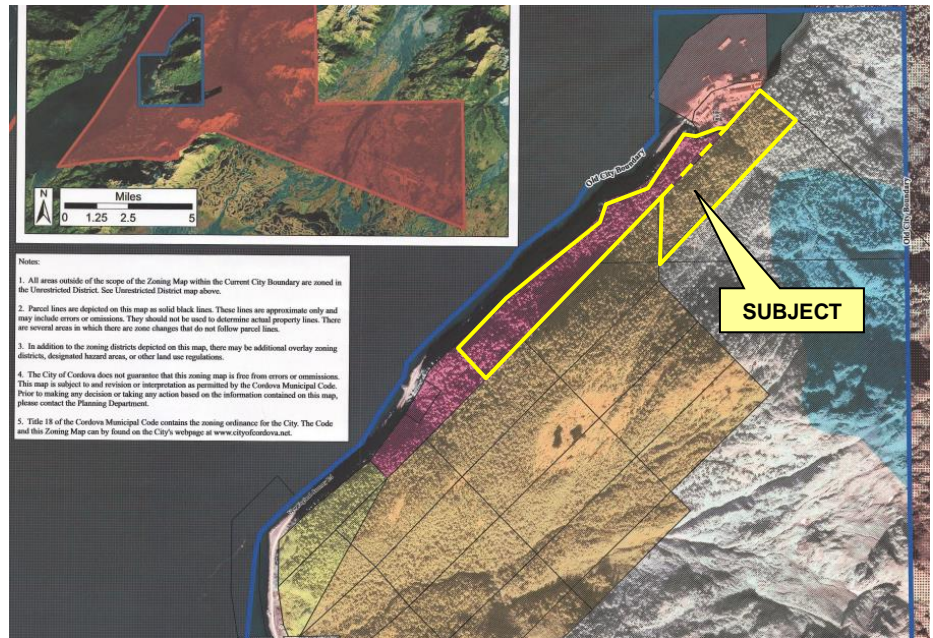 N
Miles
0 1.25 2.5 5
Notes:
1. All areas outside of the scope of the Zoning Map within the Current City Boundary are zoned in
the Unrestricted District. See Unrestricted District map above.
2. Parcel lines are depicted on this map as solid black lines. These lines are approximate only and
may include errors or omissions. They should not be used to determine actual property lines. There
are several areas in which there are zone changes that do not follow parcel lines.
3. In addition to the zoning districts depicted on this map, there may be additional overlay zoning
districts, designated hazard areas, or other land use regulations.
4. The City of Cordova does not guarantee that this zoning map is free from errors or ommissions.
This map is subject to and revision or interpretation as permitted by the Cordova Municipal Code.
Prior to making any decision or taking any action based on the information contained on this map,
please contact the Planning Department.
5. Title 18 of the Cordova Municipal Code contains the zoning ordinance for the City. The Code
and this Zoning Map can by found on the City's webpage at www.cityofcordova.net.
Old City Boundary
Old City Boundary
SUBJECT